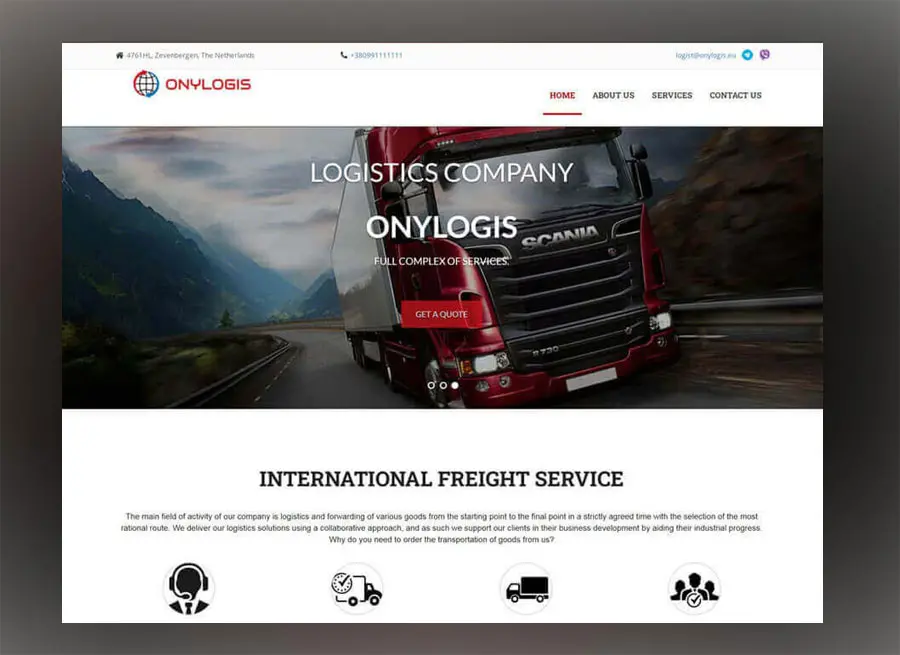 4761HL, Zevenbergen, The Netherlands
+380991111111
logist@onylogis.eu
ONYLOGIS
HOME
ABOUT US
SERVICES
CONTACT US
LOGISTICS COMPANY
ONYLOGIS
SCANIA
FULL COMPLEX OF SERVICES.
GET A QUOTE
R 730
INTERNATIONAL FREIGHT SERVICE
The main field of activity of our company is logistics and forwarding of various goods from the starting point to the final point in a strictly agreed time with the selection of the most
rational route. We deliver our logistics solutions using a collaborative approach, and as such we support our clients in their business development by aiding their industrial progress.
Why do you need to order the transportation of goods from us?